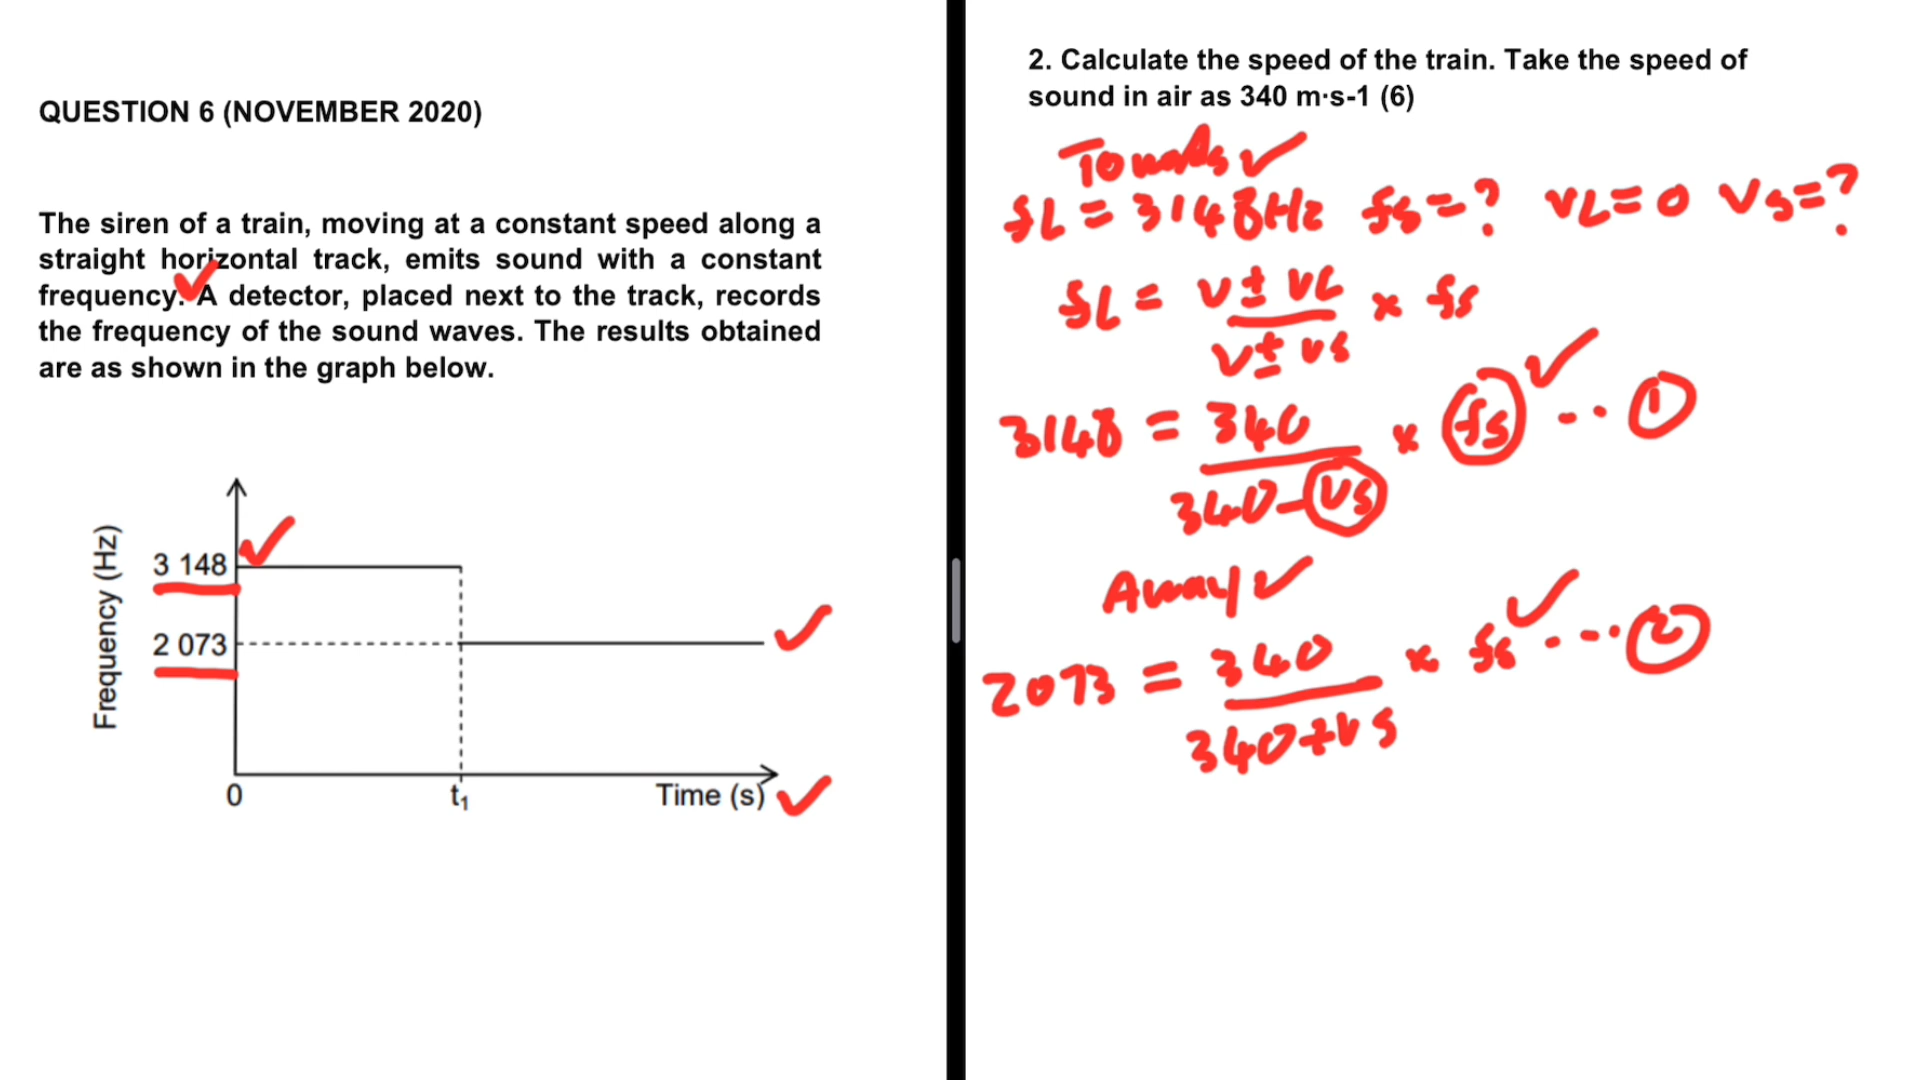 QUESTION 6 (NOVEMBER 2020)
The siren of a train, moving at a constant speed along a
straight horizontal track, emits sound with a constant
frequency. A detector, placed next to the track, records
the frequency of the sound waves. The results obtained
are as shown in the graph below.
Frequency (Hz)
3 148
2 073
0
t₁
Time (s)
2. Calculate the speed of the train. Take the speed of
sound in air as 340 m·s-1 (6)
Towards ✓
fL = 3148Hz fs = ? vL = 0 vs = ?
fL = v ± vL / v ± vs × fs
3148 = 340 / 340 - vs × fs ✓ ... ①
Away ✓
2073 = 340 / 340 + vs × fs ✓ ... ②